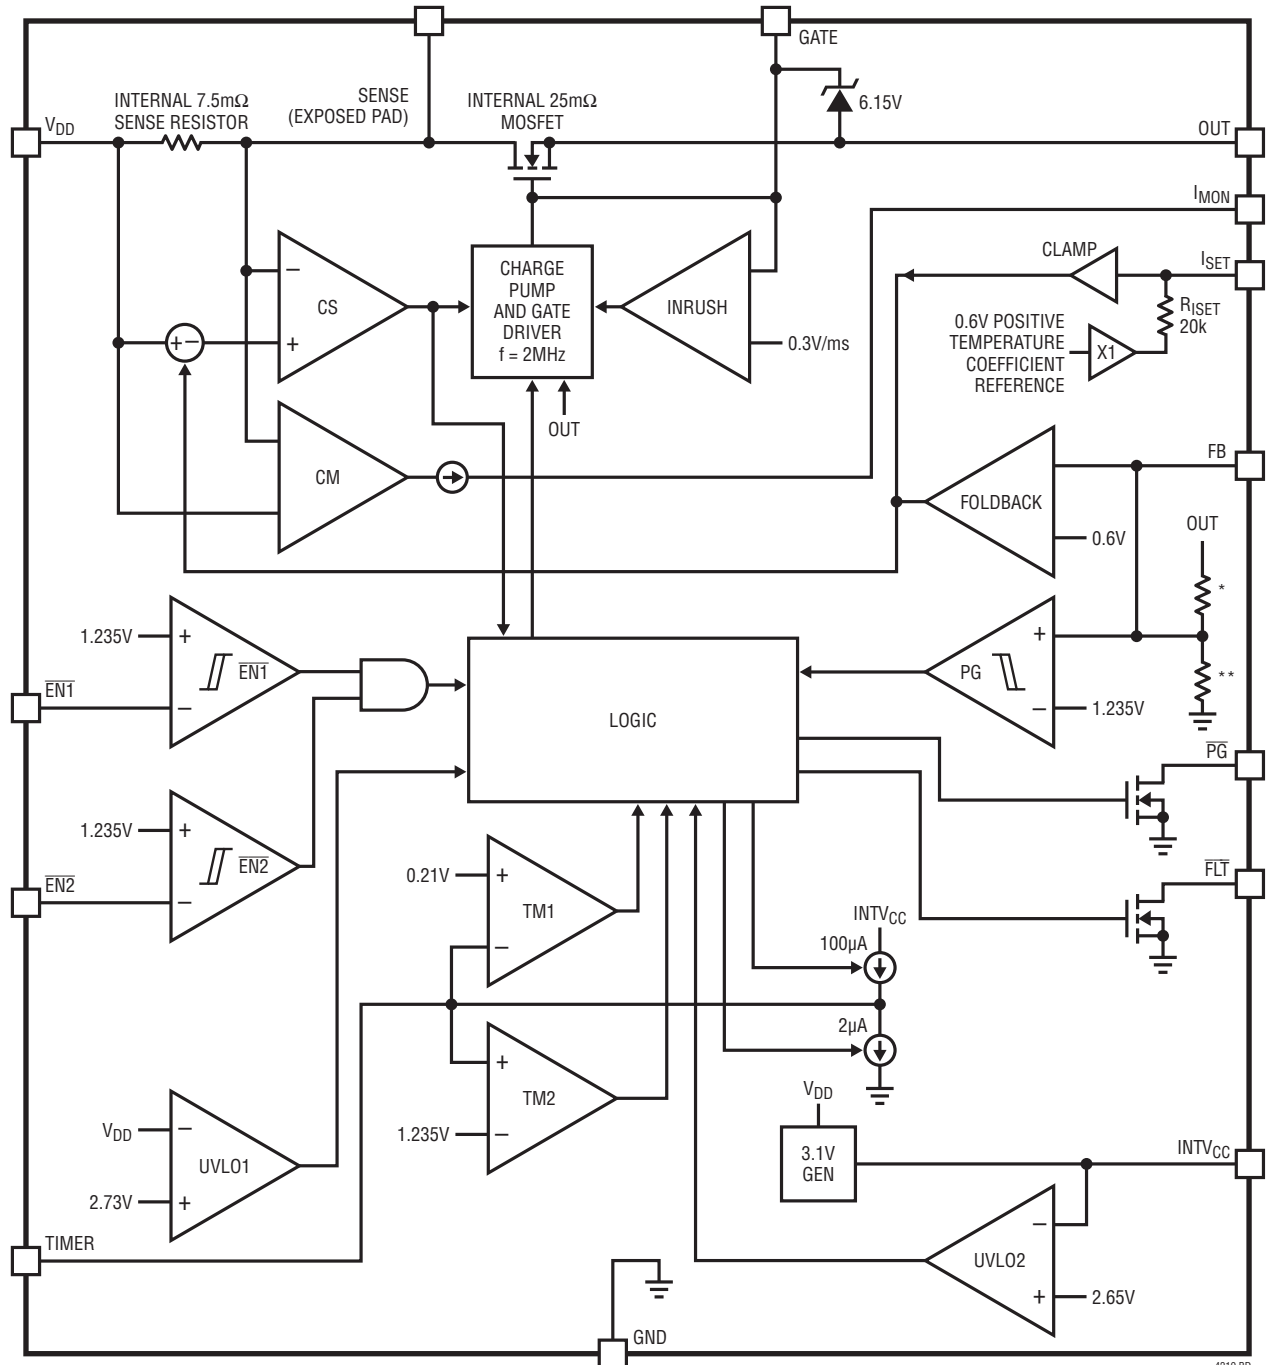 GATE
6.15V
INTERNAL 7.5mΩ
SENSE RESISTOR
SENSE
(EXPOSED PAD)
INTERNAL 25mΩ
MOSFET
VDD
OUT
IMON
CLAMP
ISET
RISET
20k
CS
−
+
+−
CHARGE
PUMP
AND GATE
DRIVER
f = 2MHz
INRUSH
0.3V/ms
0.6V POSITIVE
TEMPERATURE
COEFFICIENT
REFERENCE
X1
OUT
CM
FOLDBACK
FB
0.6V
OUT
*
**
1.235V
+
EN1
−
EN1
LOGIC
PG
+
−
1.235V
PG
1.235V
+
EN2
−
EN2
FLT
0.21V
+
TM1
−
INTVCC
100µA
2µA
+
TM2
1.235V
−
VDD
3.1V
GEN
INTVCC
VDD
−
UVLO1
2.73V
+
−
UVLO2
+
2.65V
TIMER
GND